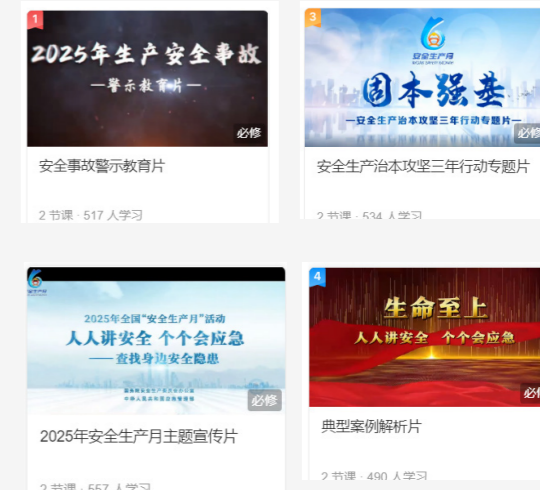 1
2025年生产安全事故
—警示教育片—
必修
安全事故警示教育片
2 节课 · 517 人学习
3
安全生产月
固本强基
—安全生产治本攻坚三年行动专题片—
必修
安全生产治本攻坚三年行动专题片
2 节课 · 534 人学习
2025年全国“安全生产月”活动
人人讲安全 个个会应急
——查找身边安全隐患
必修
2025年安全生产月主题宣传片
2 节课 · 557 人学习
4
生命至上
人人讲安全 个个会应急
必修
典型案例解析片
2 节课 · 490 人学习